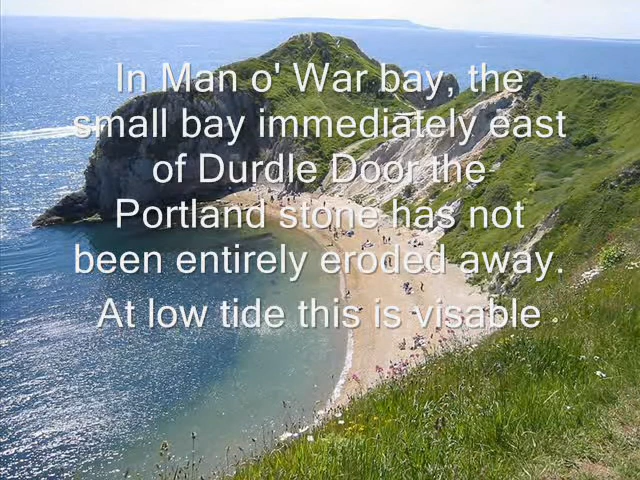 In Man o' War bay, the
small bay immediately east
of Durdle Door the
Portland stone has not
been entirely eroded away.
At low tide this is visable